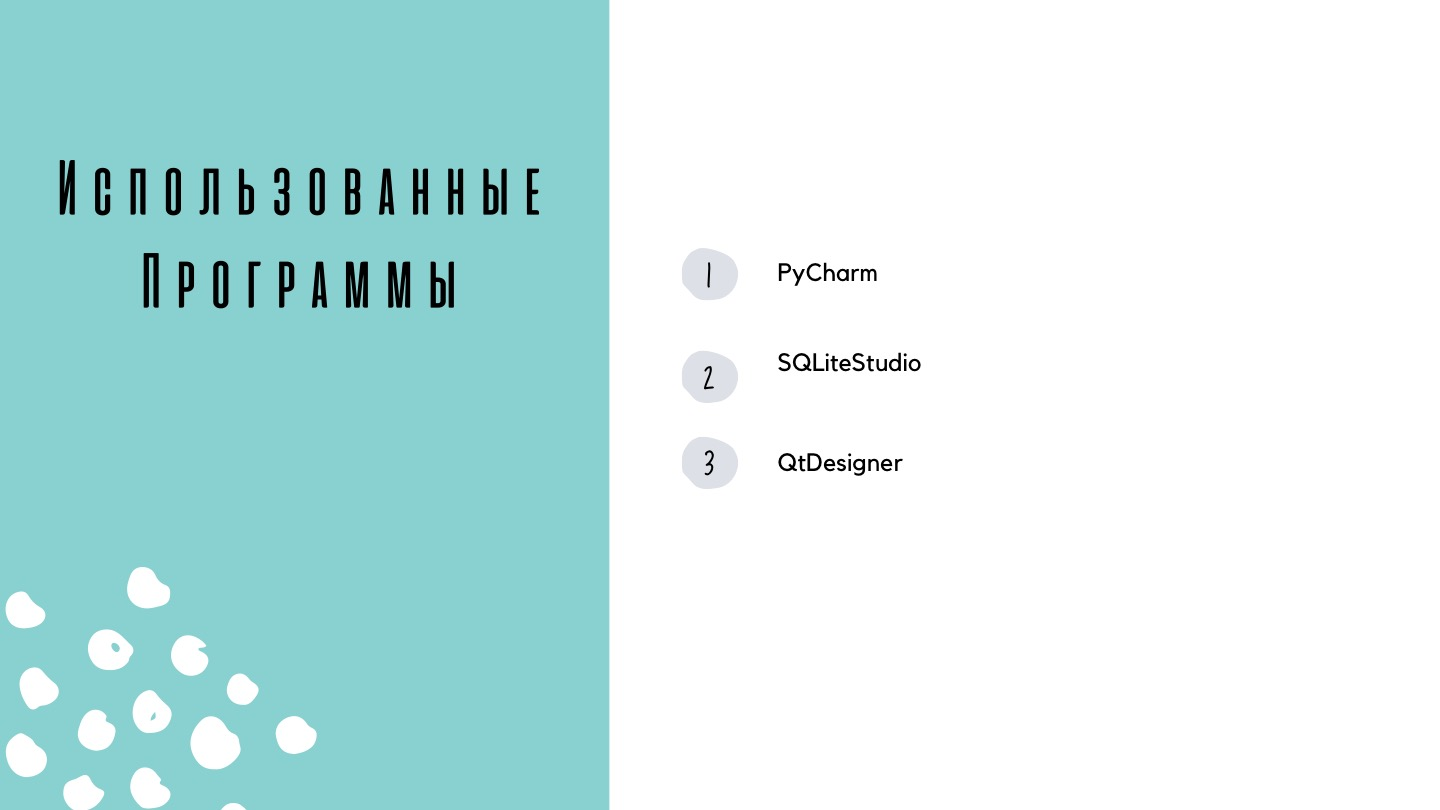 Использованные
Программы
1 PyCharm
2 SQLiteStudio
3 QtDesigner